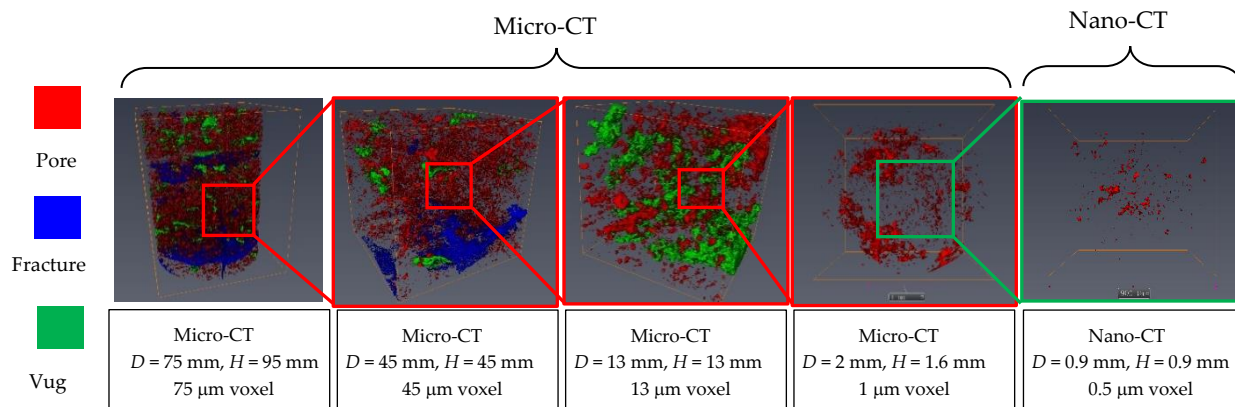 Micro-CT
Nano-CT
Pore
Fracture
Vug
Micro-CT
D = 75 mm, H = 95 mm
75 μm voxel
Micro-CT
D = 45 mm, H = 45 mm
45 μm voxel
Micro-CT
D = 13 mm, H = 13 mm
13 μm voxel
Micro-CT
D = 2 mm, H = 1.6 mm
1 μm voxel
Nano-CT
D = 0.9 mm, H = 0.9 mm
0.5 μm voxel